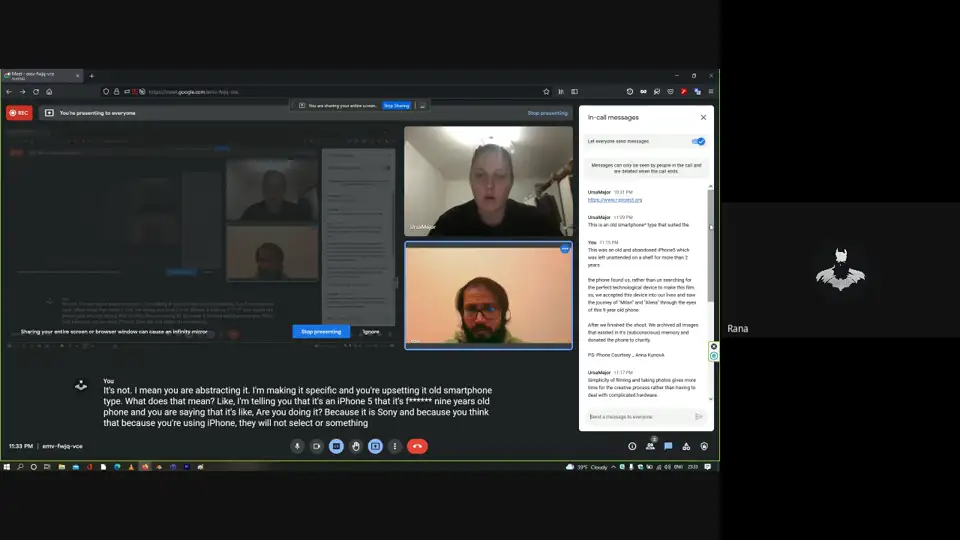 Meet - emv-fwjq-vce
https://meet.google.com/emv-fwjq-vce
You are sharing your entire screen.
Stop Sharing
REC
You're presenting to everyone
Stop presenting
In-call messages
Let everyone send messages
Messages can only be seen by people in the call and
are deleted when the call ends.
UrsaMajor 10:31 PM
UrsaMajor
This is an old smartphone* type that suited the
You 11:15 PM
This was an old and abandoned iPhone5 which
was left unattended on a shelf for more than 2
years
the phone found us, rather than us searching for
the perfect technological device to make this film.
so, we accepted this device into our lives and saw
the journey of "Milan" and "Alena" through the eyes
of this 9 year old phone.
After we finished the shoot. We archived all images
that existed in its (subconscious) memory and
donated the phone to charity.
PS: Phone Courtesy _ Anna Kunova
UrsaMajor 11:17 PM
Simplicity of filming and taking photos gives more
time for the creative process rather than having to
deal with complicated hardware.
Send a message to everyone
UrsaMajor
Sharing your entire screen or browser window can cause an infinity mirror
Stop presenting
Ignore
You
It's not. I mean you are abstracting it. I'm making it specific and you're upsetting it old smartphone
type. What does that mean? Like, I'm telling you that it's an iPhone 5 that it's f****** nine years old
phone and you are saying that it's like, Are you doing it? Because it is Sony and because you think
that because you're using iPhone, they will not select or something
11:33 PM | emv-fwjq-vce
39°F Cloudy
ENG
23:33
Rana